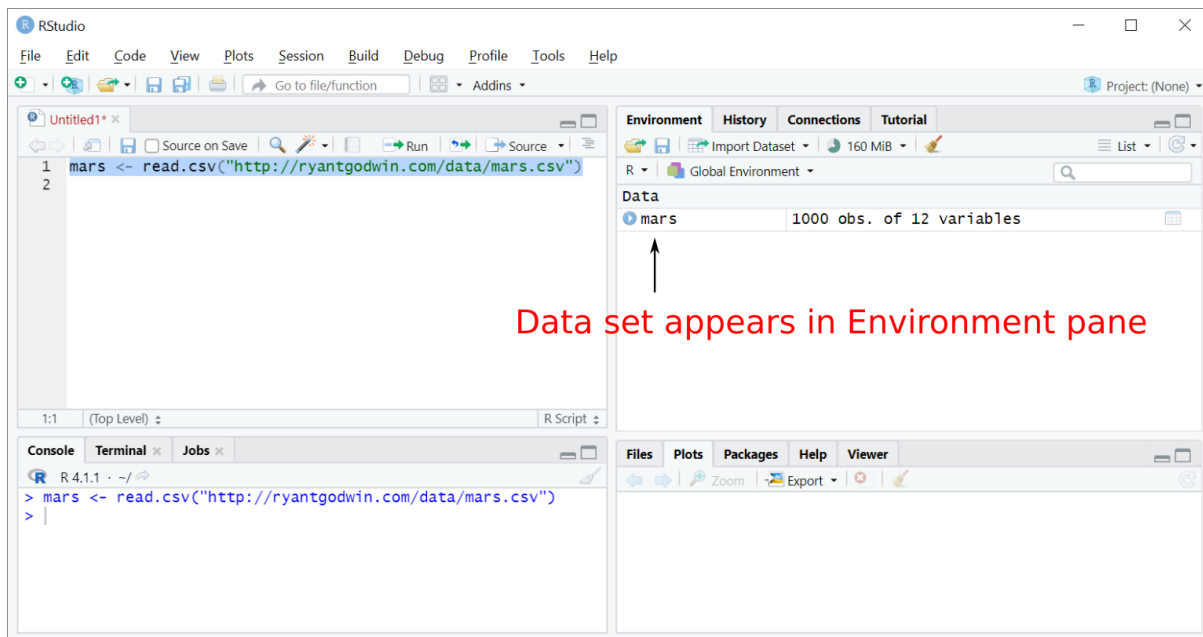 RStudio
File Edit Code View Plots Session Build Debug Profile Tools Help
Go to file/function Addins Project: (None)
Untitled1*
Source on Save Run Source
1 mars <- read.csv("http://ryantgodwin.com/data/mars.csv")
2
1:1 (Top Level) R Script
Environment History Connections Tutorial
Import Dataset 160 MiB List
R Global Environment
Data
mars 1000 obs. of 12 variables
Data set appears in Environment pane
Console Terminal Jobs
R 4.1.1 · ~/
> mars <- read.csv("http://ryantgodwin.com/data/mars.csv")
>
Files Plots Packages Help Viewer
Zoom Export